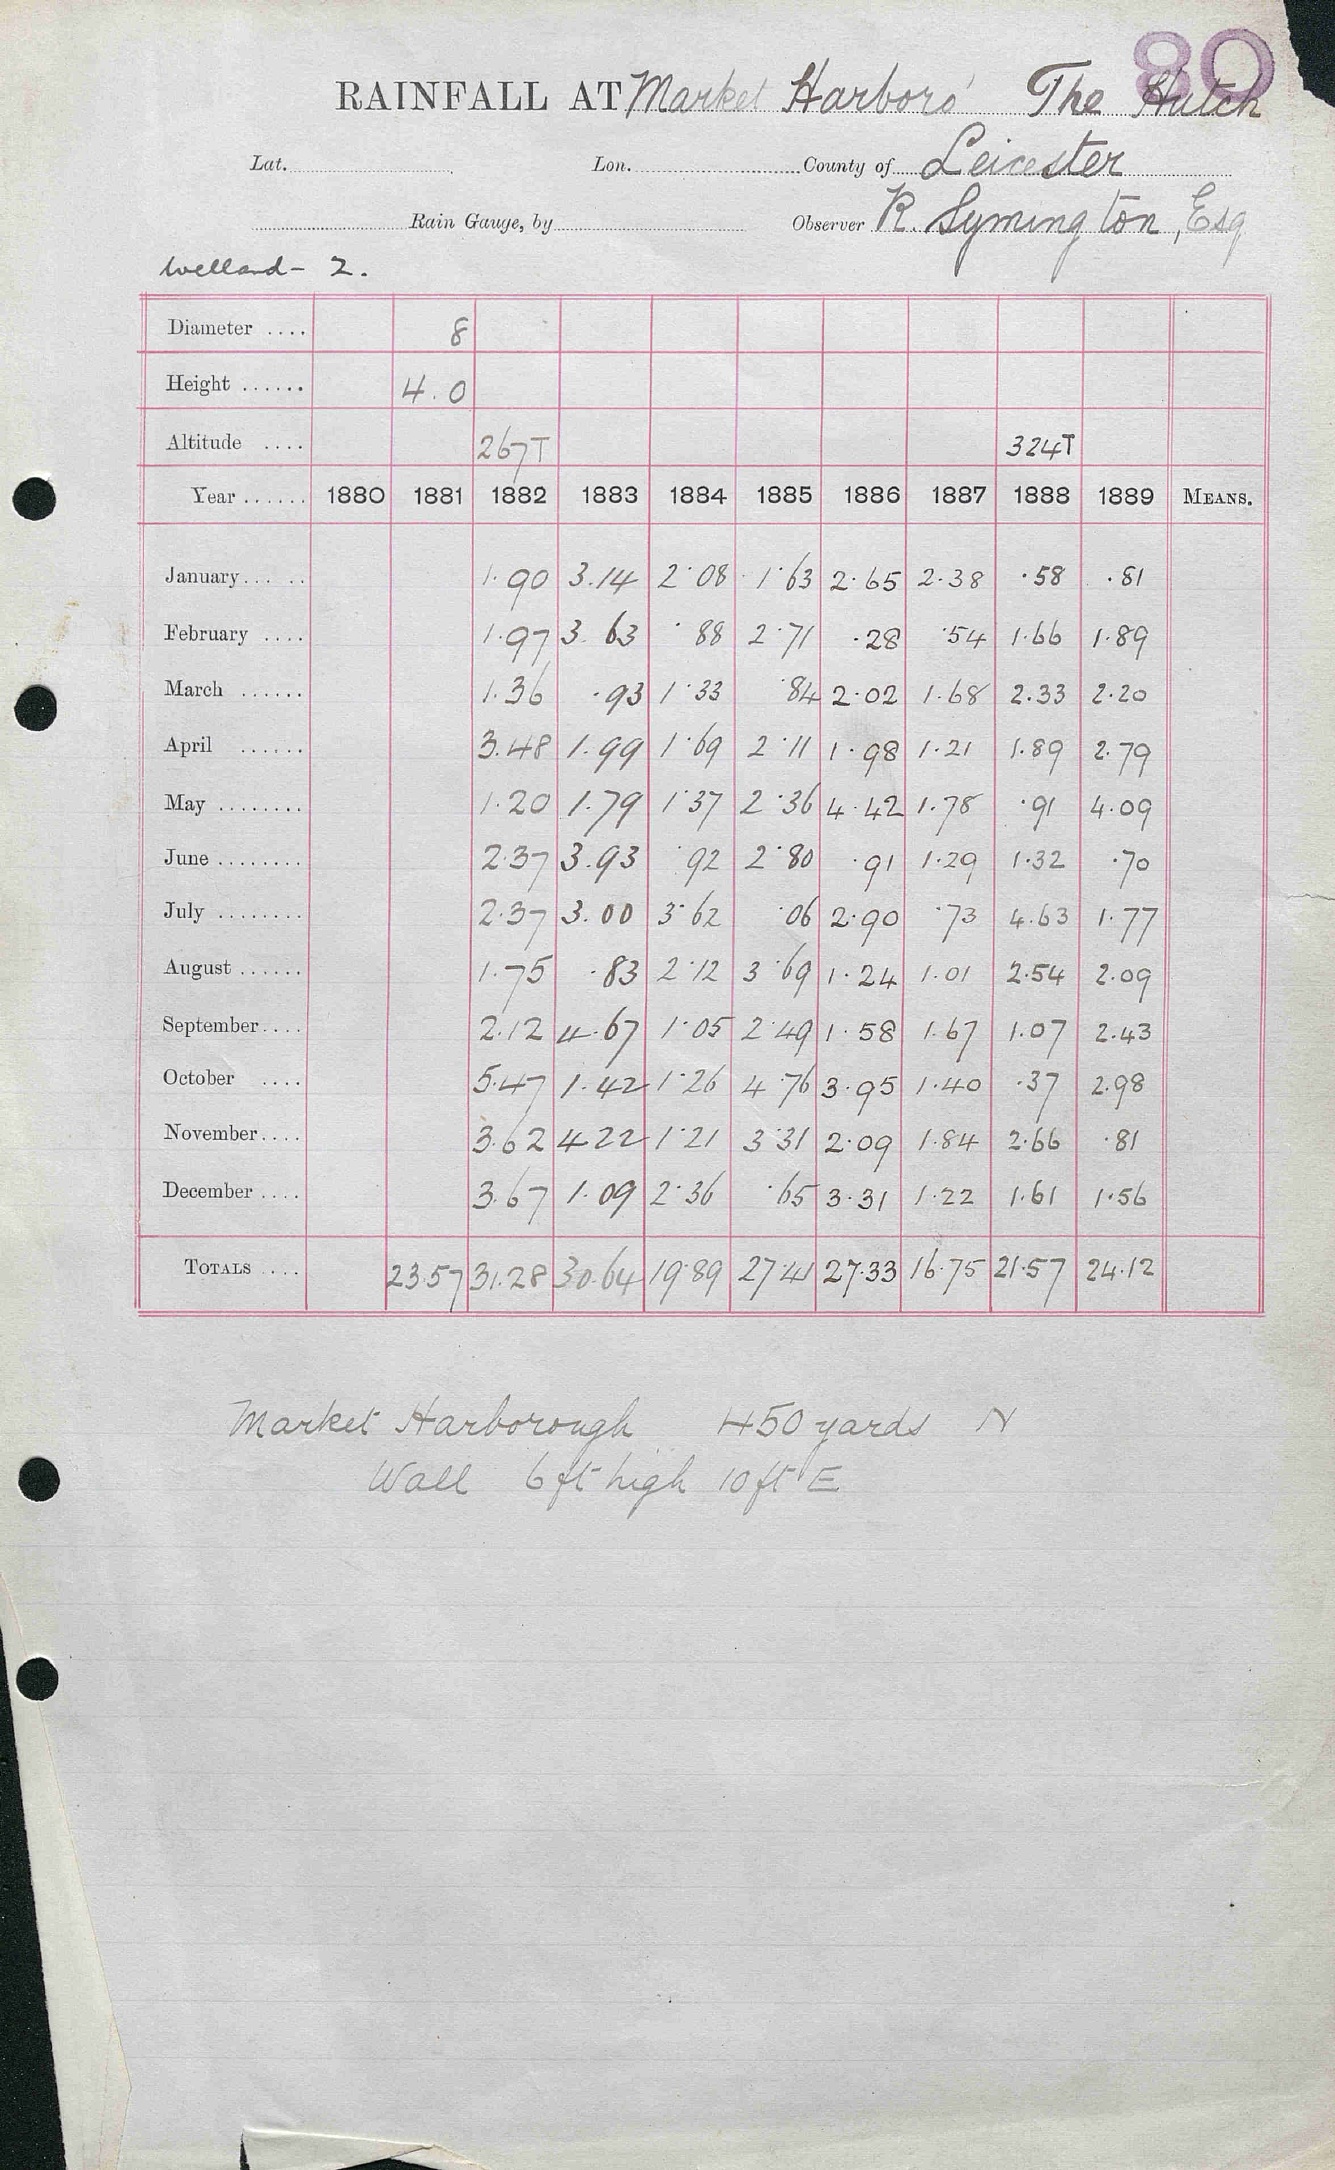 80
RAINFALL AT Market Harboro' The Hutch
Lat. Lon. County of Leicester
Rain Gauge, by Observer R. Symington, Esq
Welland - 2.
Diameter .... 8
Height ...... 4.0
Altitude .... 267T 324T
Year ...... 1880 1881 1882 1883 1884 1885 1886 1887 1888 1889 MEANS.
January... .. 1.90 3.14 2.08 1.63 2.65 2.38 .58 .81
February .... 1.97 3.63 .88 2.71 .28 .54 1.66 1.89
March ...... 1.36 .93 1.33 .84 2.02 1.68 2.33 2.20
April ...... 3.48 1.99 1.69 2.11 1.98 1.21 1.89 2.79
May ........ 1.20 1.79 1.37 2.36 4.42 1.78 .91 4.09
June ........ 2.37 3.93 .92 2.80 .91 1.29 1.32 .70
July ........ 2.37 3.00 3.62 .06 2.90 .73 4.63 1.77
August ...... 1.75 .83 2.12 3.69 1.24 1.01 2.54 2.09
September.... 2.12 4.67 1.05 2.49 1.58 1.67 1.07 2.43
October .... 5.47 1.42 1.26 4.76 3.95 1.40 .37 2.98
November.... 3.62 4.22 1.21 3.31 2.09 1.84 2.66 .81
December .... 3.67 1.09 2.36 .65 3.31 1.22 1.61 1.56
TOTALS .... 23.57 31.28 30.64 19.89 27.41 27.33 16.75 21.57 24.12
Market Harborough 450 yards N
Wall 6 ft high 10 ft E